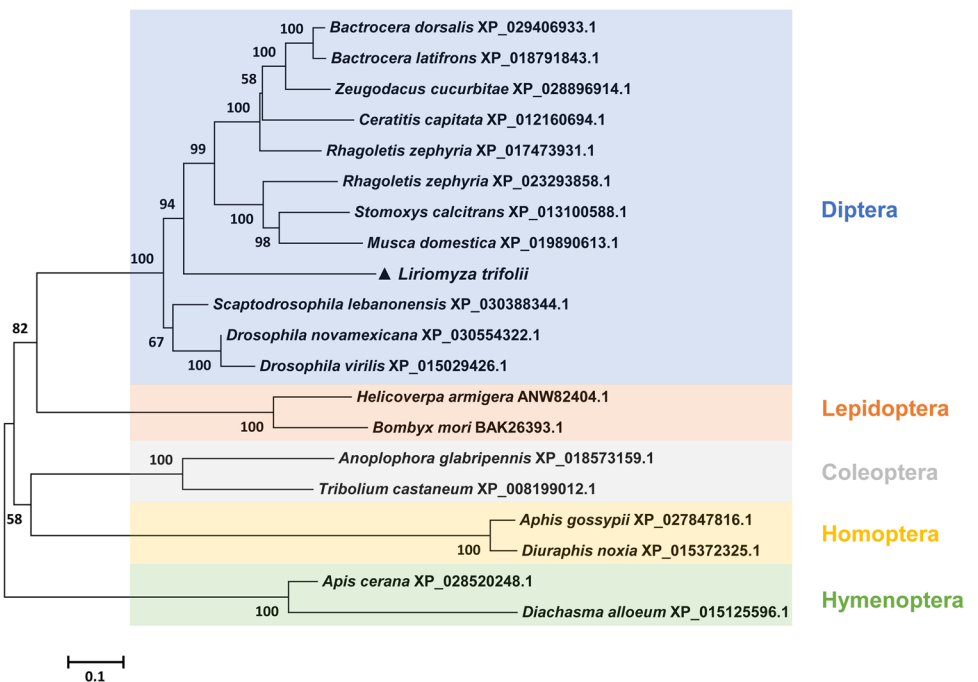 Bactrocera dorsalis XP_029406933.1
100
100
Bactrocera latifrons XP_018791843.1
58
Zeugodacus cucurbitae XP_028896914.1
100
Ceratitis capitata XP_012160694.1
99
Rhagoletis zephyria XP_017473931.1
Rhagoletis zephyria XP_023293858.1
94
100
Stomoxys calcitrans XP_013100588.1
Diptera
98
Musca domestica XP_019890613.1
100
▲ Liriomyza trifolii
Scaptodrosophila lebanonensis XP_030388344.1
82
67
Drosophila novamexicana XP_030554322.1
100
Drosophila virilis XP_015029426.1
Helicoverpa armigera ANW82404.1
Lepidoptera
100
Bombyx mori BAK26393.1
100
Anoplophora glabripennis XP_018573159.1
Coleoptera
Tribolium castaneum XP_008199012.1
58
Aphis gossypii XP_027847816.1
Homoptera
100
Diuraphis noxia XP_015372325.1
Apis cerana XP_028520248.1
Hymenoptera
100
Diachasma alloeum XP_015125596.1
0.1